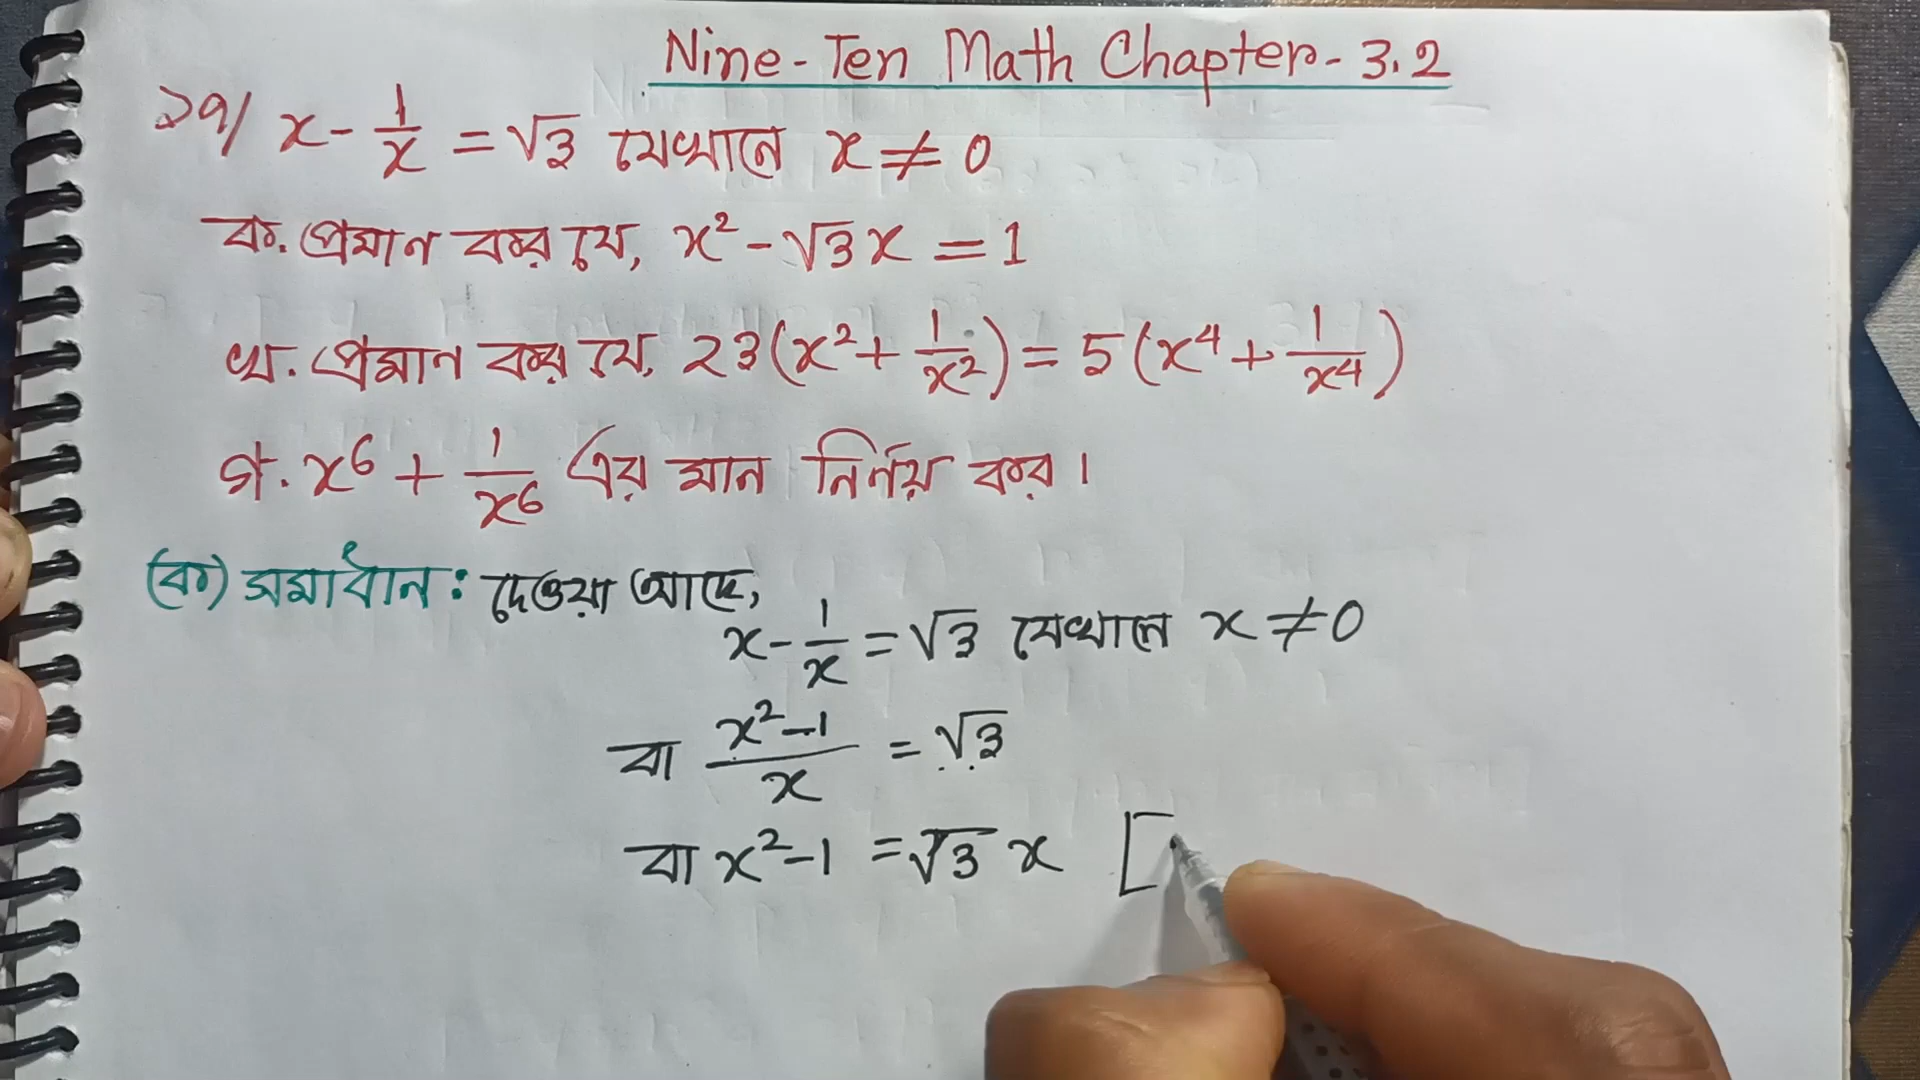 Nine-Ten Math Chapter-3.2
১৭/ x - 1/x = √3 যেখানে x ≠ 0
ক. প্রমান কর যে, x² - √3 x = 1
খ. প্রমান কর যে, 23(x² + 1/x²) = 5(x⁴ + 1/x⁴)
গ. x⁶ + 1/x⁶ এর মান নির্ণয় কর।
(ক) সমাধান: দেওয়া আছে,
x - 1/x = √3 যেখানে x ≠ 0
বা (x² - 1)/x = √3
বা x² - 1 = √3 x [